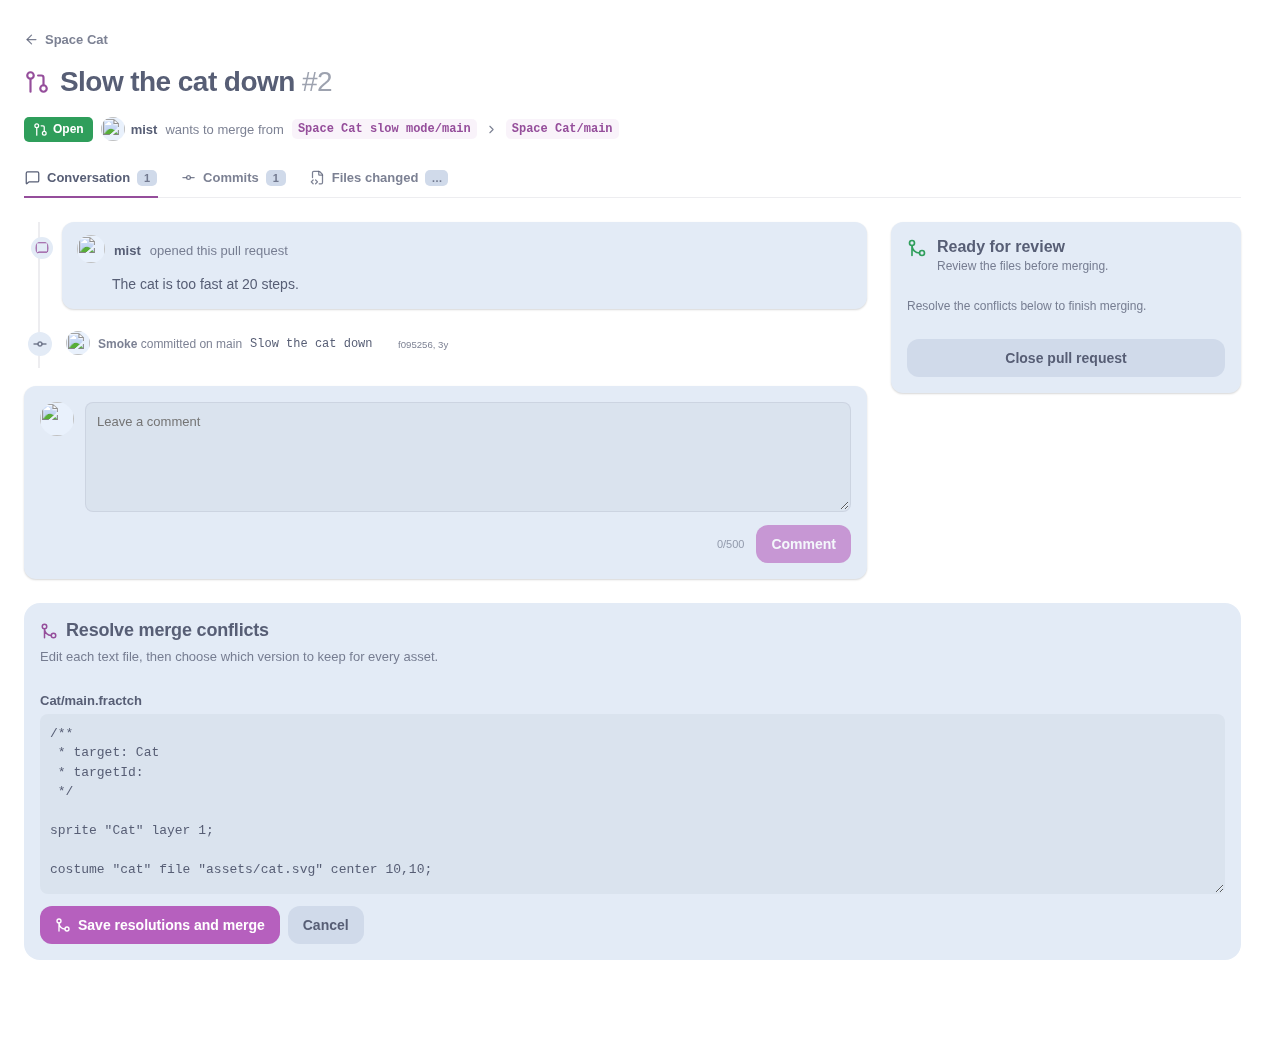 Space Cat
Slow the cat down #2
Open mist wants to merge from Space Cat slow mode/main Space Cat/main
Conversation 1 Commits 1 Files changed ...
mist opened this pull request
The cat is too fast at 20 steps.
Smoke committed on main Slow the cat down f095256, 3y
Ready for review
Review the files before merging.
Resolve the conflicts below to finish merging.
Close pull request
Leave a comment
0/500 Comment
Resolve merge conflicts
Edit each text file, then choose which version to keep for every asset.
Cat/main.fractch
/**
 * target: Cat
 * targetId:
 */
sprite "Cat" layer 1;
costume "cat" file "assets/cat.svg" center 10,10;
Save resolutions and merge Cancel